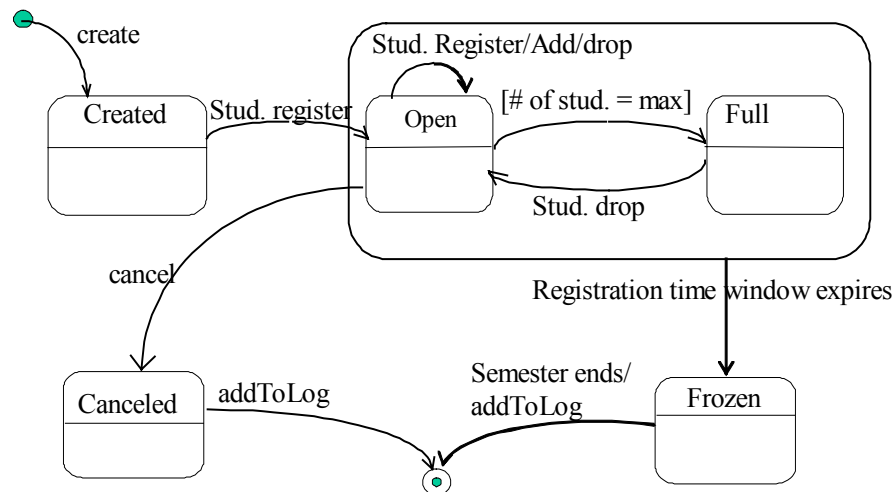 create
Stud. Register/Add/drop
Created
Stud. register
Open
[# of stud. = max]
Full
Stud. drop
cancel
Registration time window expires
Canceled
addToLog
Semester ends/
addToLog
Frozen